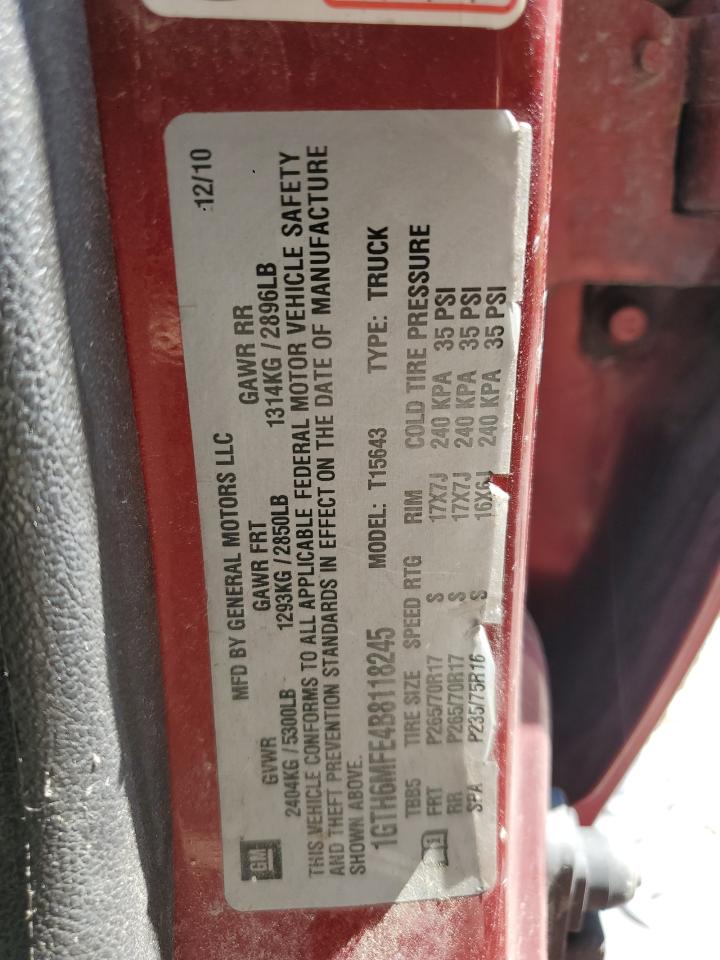 MFD BY GENERAL MOTORS LLC 12/10
GVWR GAWR FRT GAWR RR
2404KG / 5300LB 1293KG / 2850LB 1314KG / 2896LB
THIS VEHICLE CONFORMS TO ALL APPLICABLE FEDERAL MOTOR VEHICLE SAFETY
AND THEFT PREVENTION STANDARDS IN EFFECT ON THE DATE OF MANUFACTURE
SHOWN ABOVE.
1GTH6MFE4B8118245 MODEL: T15643 TYPE: TRUCK
TBB5 TIRE SIZE SPEED RTG RIM COLD TIRE PRESSURE
FRT P265/70R17 S 17X7J 240 KPA 35 PSI
RR P265/70R17 S 17X7J 240 KPA 35 PSI
SPA P235/75R16 S 16X6J 240 KPA 35 PSI
GM